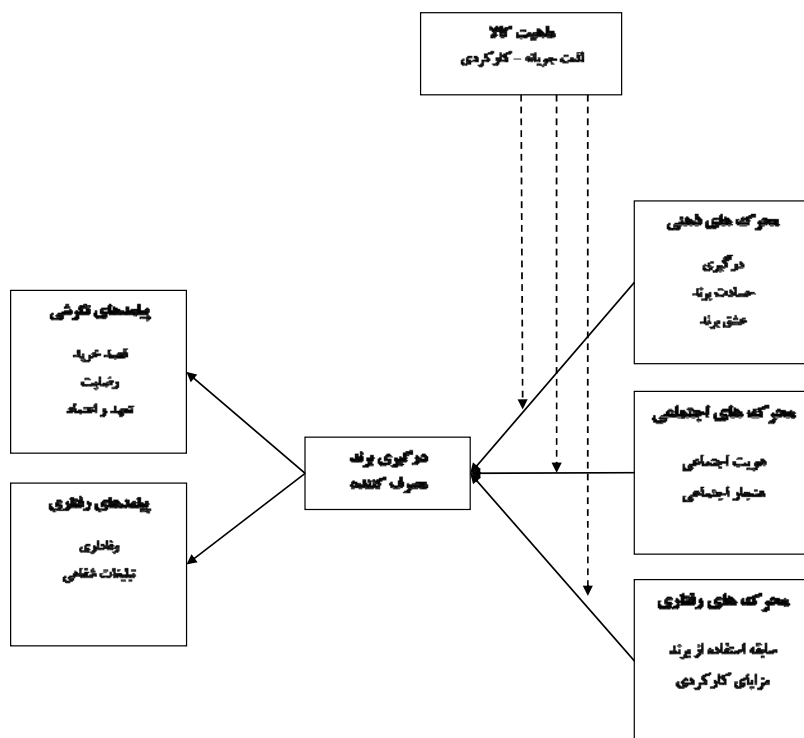 ماهیت کالا
لذت جویانه – کارکردی
محرک های ذهنی
درگیری
حسادت برند
عشق برند
محرک های اجتماعی
هویت اجتماعی
هنجار اجتماعی
محرک های رفتاری
سابقه استفاده از برند
مزایای کارکردی
درگیری برند
مصرف کننده
پیامدهای نگرشی
قصد خرید
رضایت
تعهد و اعتماد
پیامدهای رفتاری
وفاداری
تبلیغات شفاهی